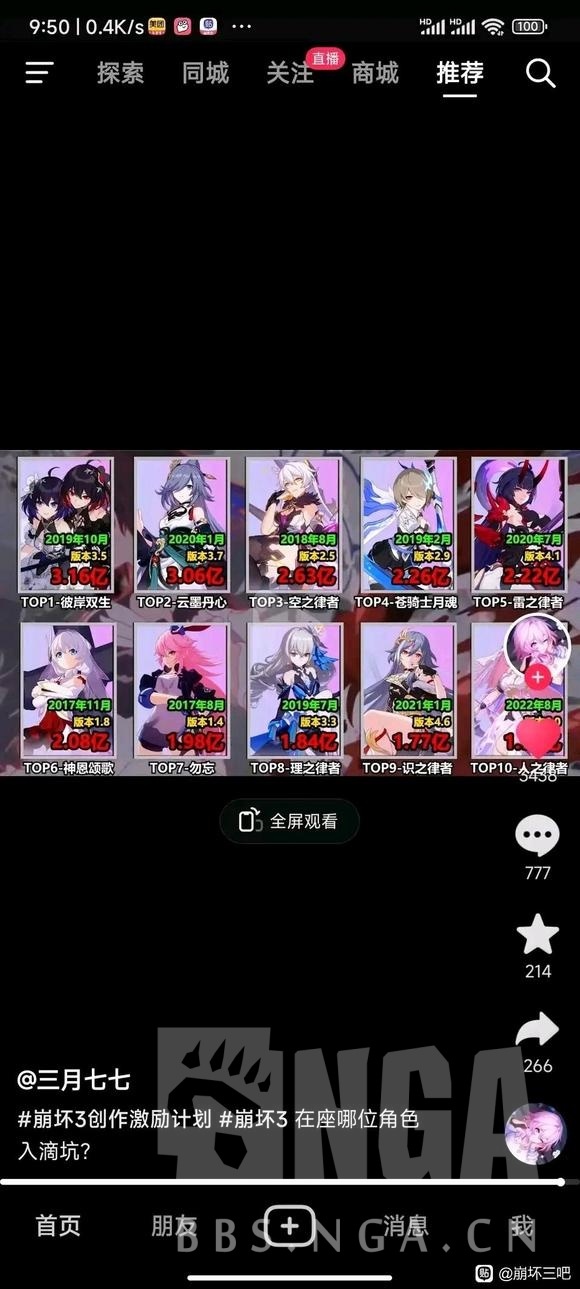 9:50 | 0.4K/s 美团 ... HD HD 100
探索 同城 关注 直播 商城 推荐
2019年10月 2020年1月 2018年8月 2019年2月 2020年7月
版本3.5 版本3.7 版本2.5 版本2.9 版本4.1
3.16亿 3.06亿 2.63亿 2.26亿 2.22亿
TOP1-彼岸双生 TOP2-云墨丹心 TOP3-空之律者 TOP4-苍骑士月魂 TOP5-雷之律者
2017年11月 2017年8月 2019年7月 2021年1月 2022年8月
版本1.8 版本1.4 版本3.3 版本4.6
2.08亿 1.98亿 1.84亿 1.77亿
TOP6-神恩颂歌 TOP7-勿忘 TOP8-理之律者 TOP9-识之律者 TOP10-人之律者
3438
全屏观看
777
214
266
@三月七七
#崩坏3创作激励计划 #崩坏3 在座哪位角色
入滴坑?
NGA
首页 朋友 消息 我
BBS.NGA.CN
贴 @崩坏三吧